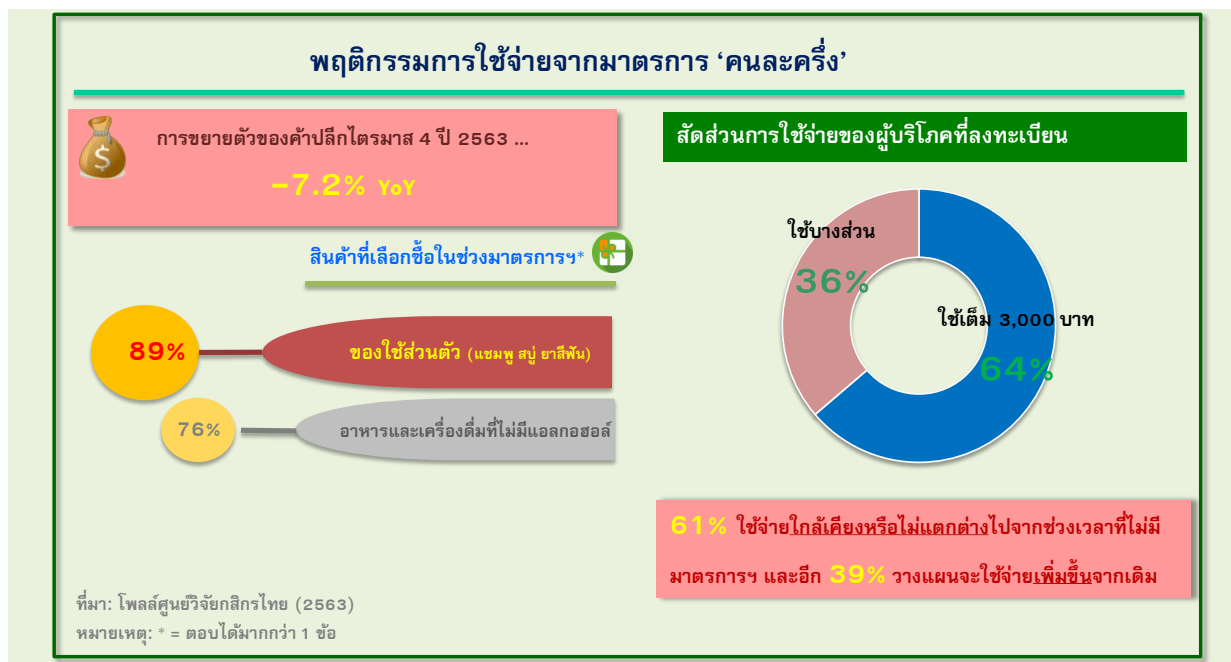 พฤติกรรมการใช้จ่ายจากมาตรการ ‘คนละครึ่ง’
การขยายตัวของค้าปลีกไตรมาส 4 ปี 2563 ...
-7.2% YoY
สินค้าที่เลือกซื้อในช่วงมาตรการฯ*
89%
ของใช้ส่วนตัว (แชมพู สบู่ ยาสีฟัน)
76%
อาหารและเครื่องดื่มที่ไม่มีแอลกอฮอล์
สัดส่วนการใช้จ่ายของผู้บริโภคที่ลงทะเบียน
ใช้บางส่วน
36%
ใช้เต็ม 3,000 บาท
64%
61% ใช้จ่ายใกล้เคียงหรือไม่แตกต่างไปจากช่วงเวลาที่ไม่มี
มาตรการฯ และอีก 39% วางแผนจะใช้จ่ายเพิ่มขึ้นจากเดิม
ที่มา: โพลล์ศูนย์วิจัยกสิกรไทย (2563)
หมายเหตุ: * = ตอบได้มากกว่า 1 ข้อ